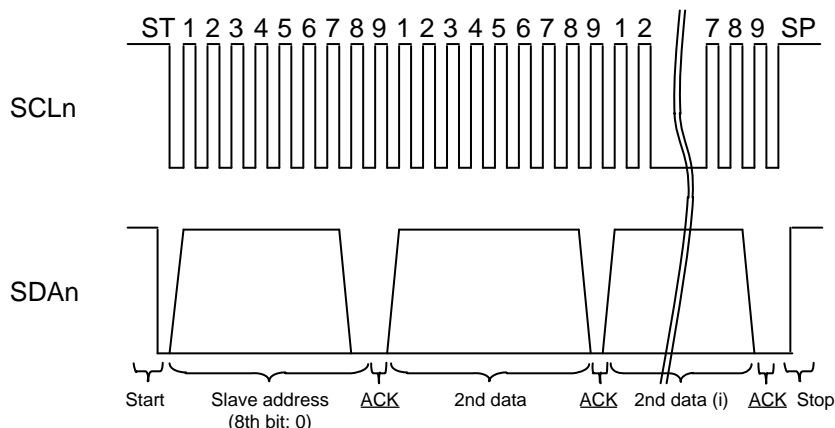 ST 1 2 3 4 5 6 7 8 9 1 2 3 4 5 6 7 8 9 1 2 7 8 9 SP
SCLn
SDAn
Start Slave address ACK 2nd data ACK 2nd data (i) ACK Stop
(8th bit: 0)